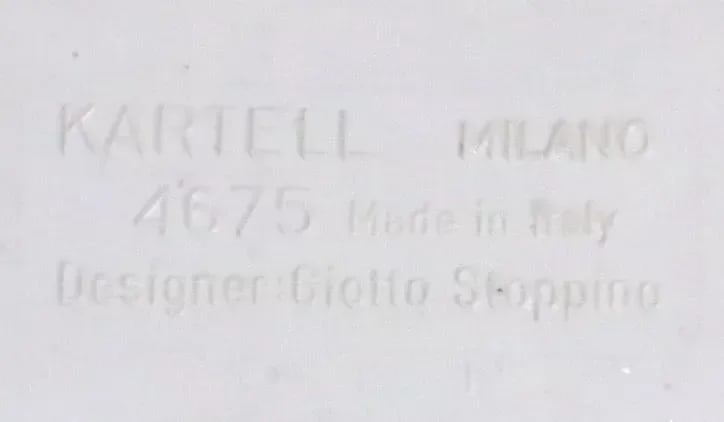 KARTELL MILANO
4675 Made in Italy
Designer:Giotto Stoppino